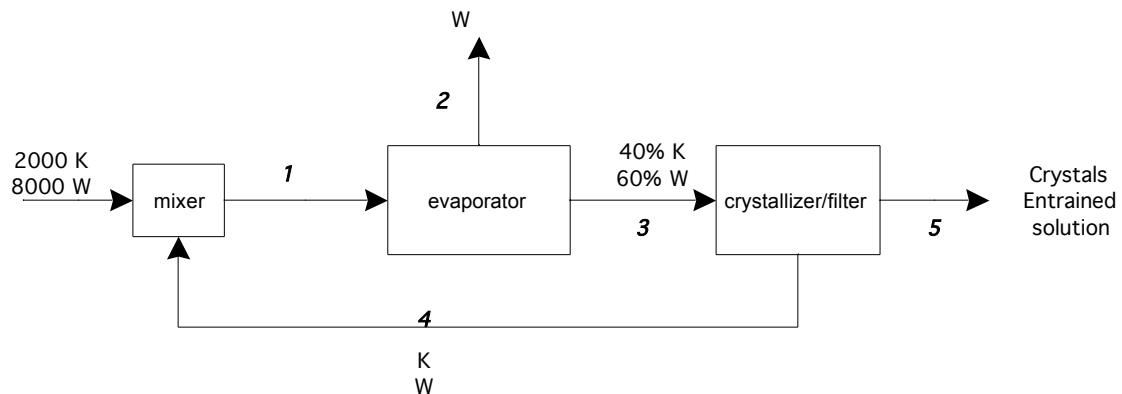 W
2
2000 K
8000 W
mixer
1
evaporator
40% K
60% W
3
crystallizer/filter
5
Crystals
Entrained
solution
4
K
W